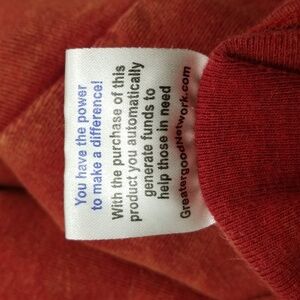 You have the power
to make a difference!
With the purchase of this
product you automatically
generate funds to
help those in need
GreatergoodNetwork.com